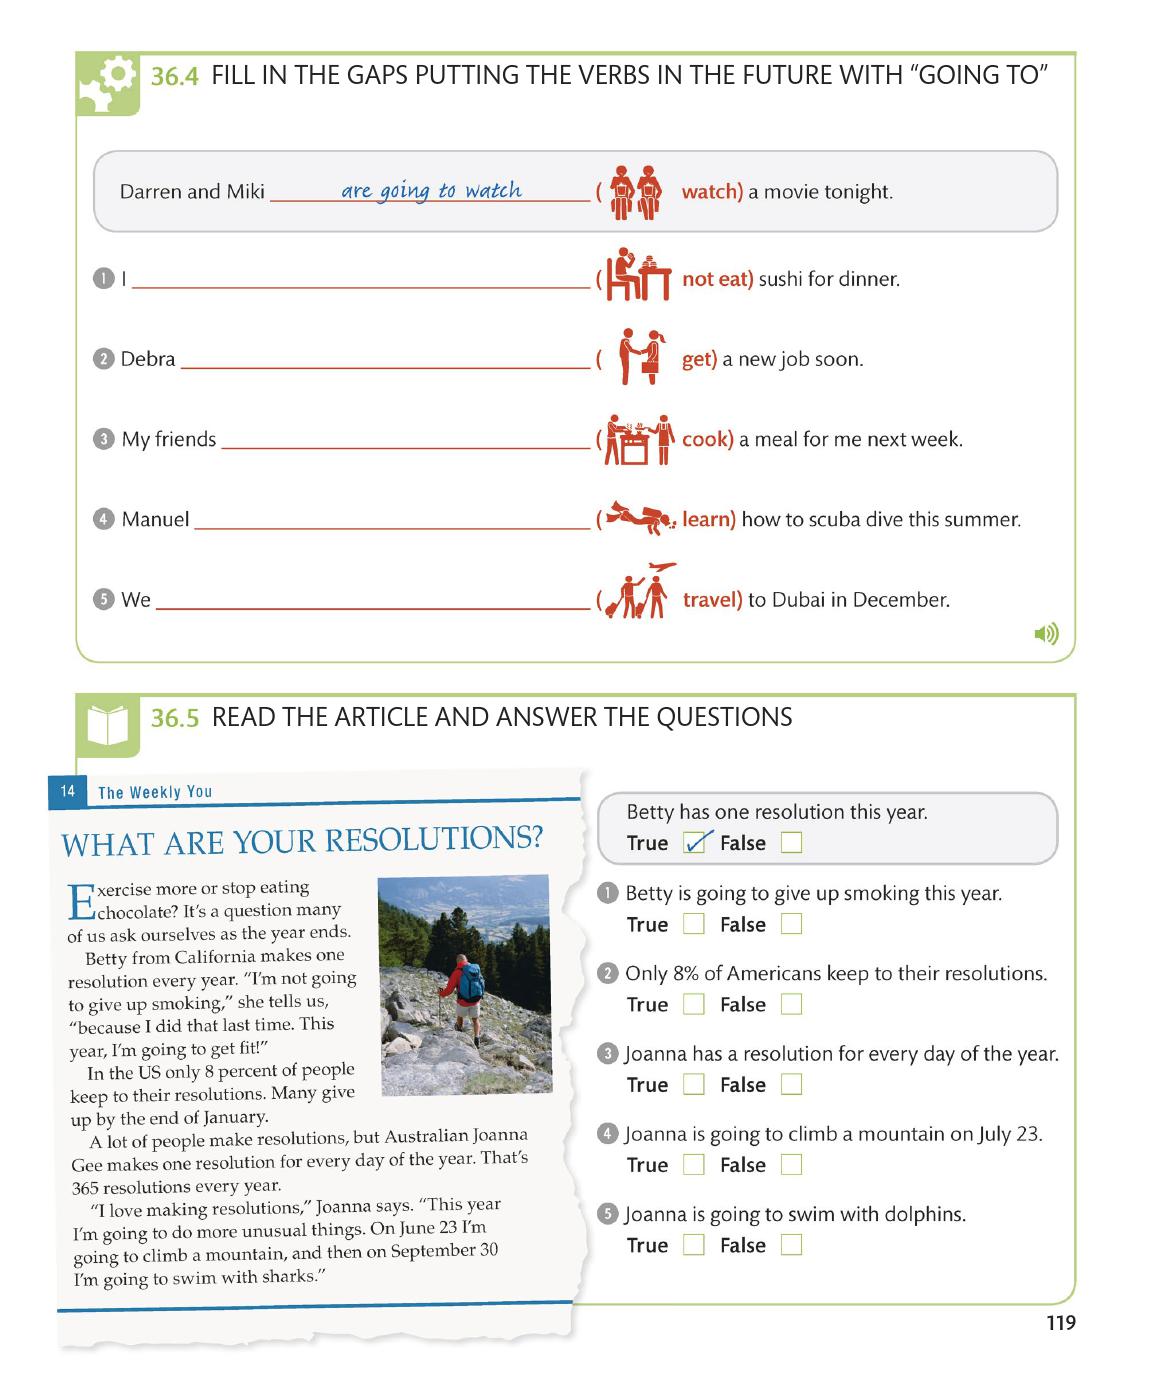 36.4 FILL IN THE GAPS PUTTING THE VERBS IN THE FUTURE WITH “GOING TO”
Darren and Miki are going to watch ( watch) a movie tonight.
1 I ( not eat) sushi for dinner.
2 Debra ( get) a new job soon.
3 My friends ( cook) a meal for me next week.
4 Manuel ( learn) how to scuba dive this summer.
5 We ( travel) to Dubai in December.
36.5 READ THE ARTICLE AND ANSWER THE QUESTIONS
14 The Weekly You
WHAT ARE YOUR RESOLUTIONS?
Exercise more or stop eating
chocolate? It’s a question many
of us ask ourselves as the year ends.
Betty from California makes one
resolution every year. “I’m not going
to give up smoking,” she tells us,
“because I did that last time. This
year, I’m going to get fit!”
In the US only 8 percent of people
keep to their resolutions. Many give
up by the end of January.
A lot of people make resolutions, but Australian Joanna
Gee makes one resolution for every day of the year. That’s
365 resolutions every year.
“I love making resolutions,” Joanna says. “This year
I’m going to do more unusual things. On June 23 I’m
going to climb a mountain, and then on September 30
I’m going to swim with sharks.”
Betty has one resolution this year.
True False
1 Betty is going to give up smoking this year.
True False
2 Only 8% of Americans keep to their resolutions.
True False
3 Joanna has a resolution for every day of the year.
True False
4 Joanna is going to climb a mountain on July 23.
True False
5 Joanna is going to swim with dolphins.
True False
119